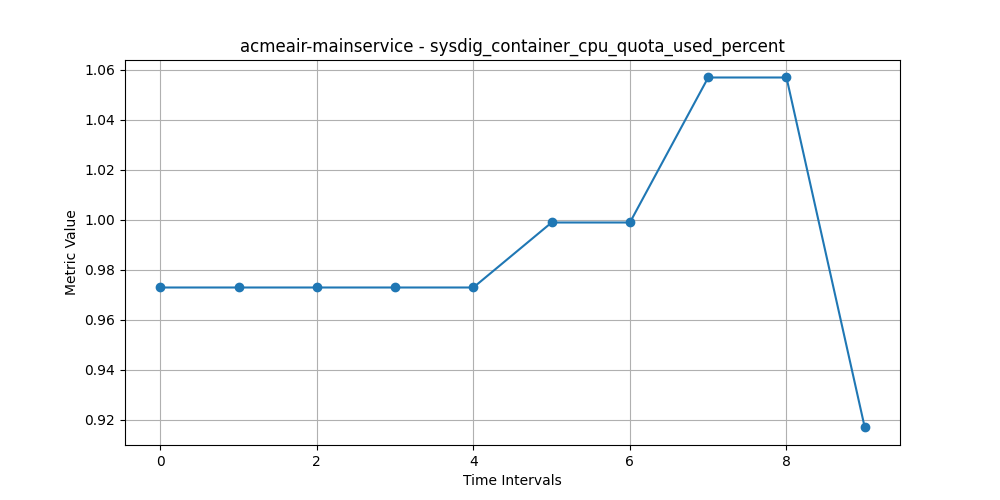 acmeair-mainservice - sysdig_container_cpu_quota_used_percent
1.06
1.04
1.02
1.00
0.98
0.96
0.94
0.92
Metric Value
0 2 4 6 8
Time Intervals